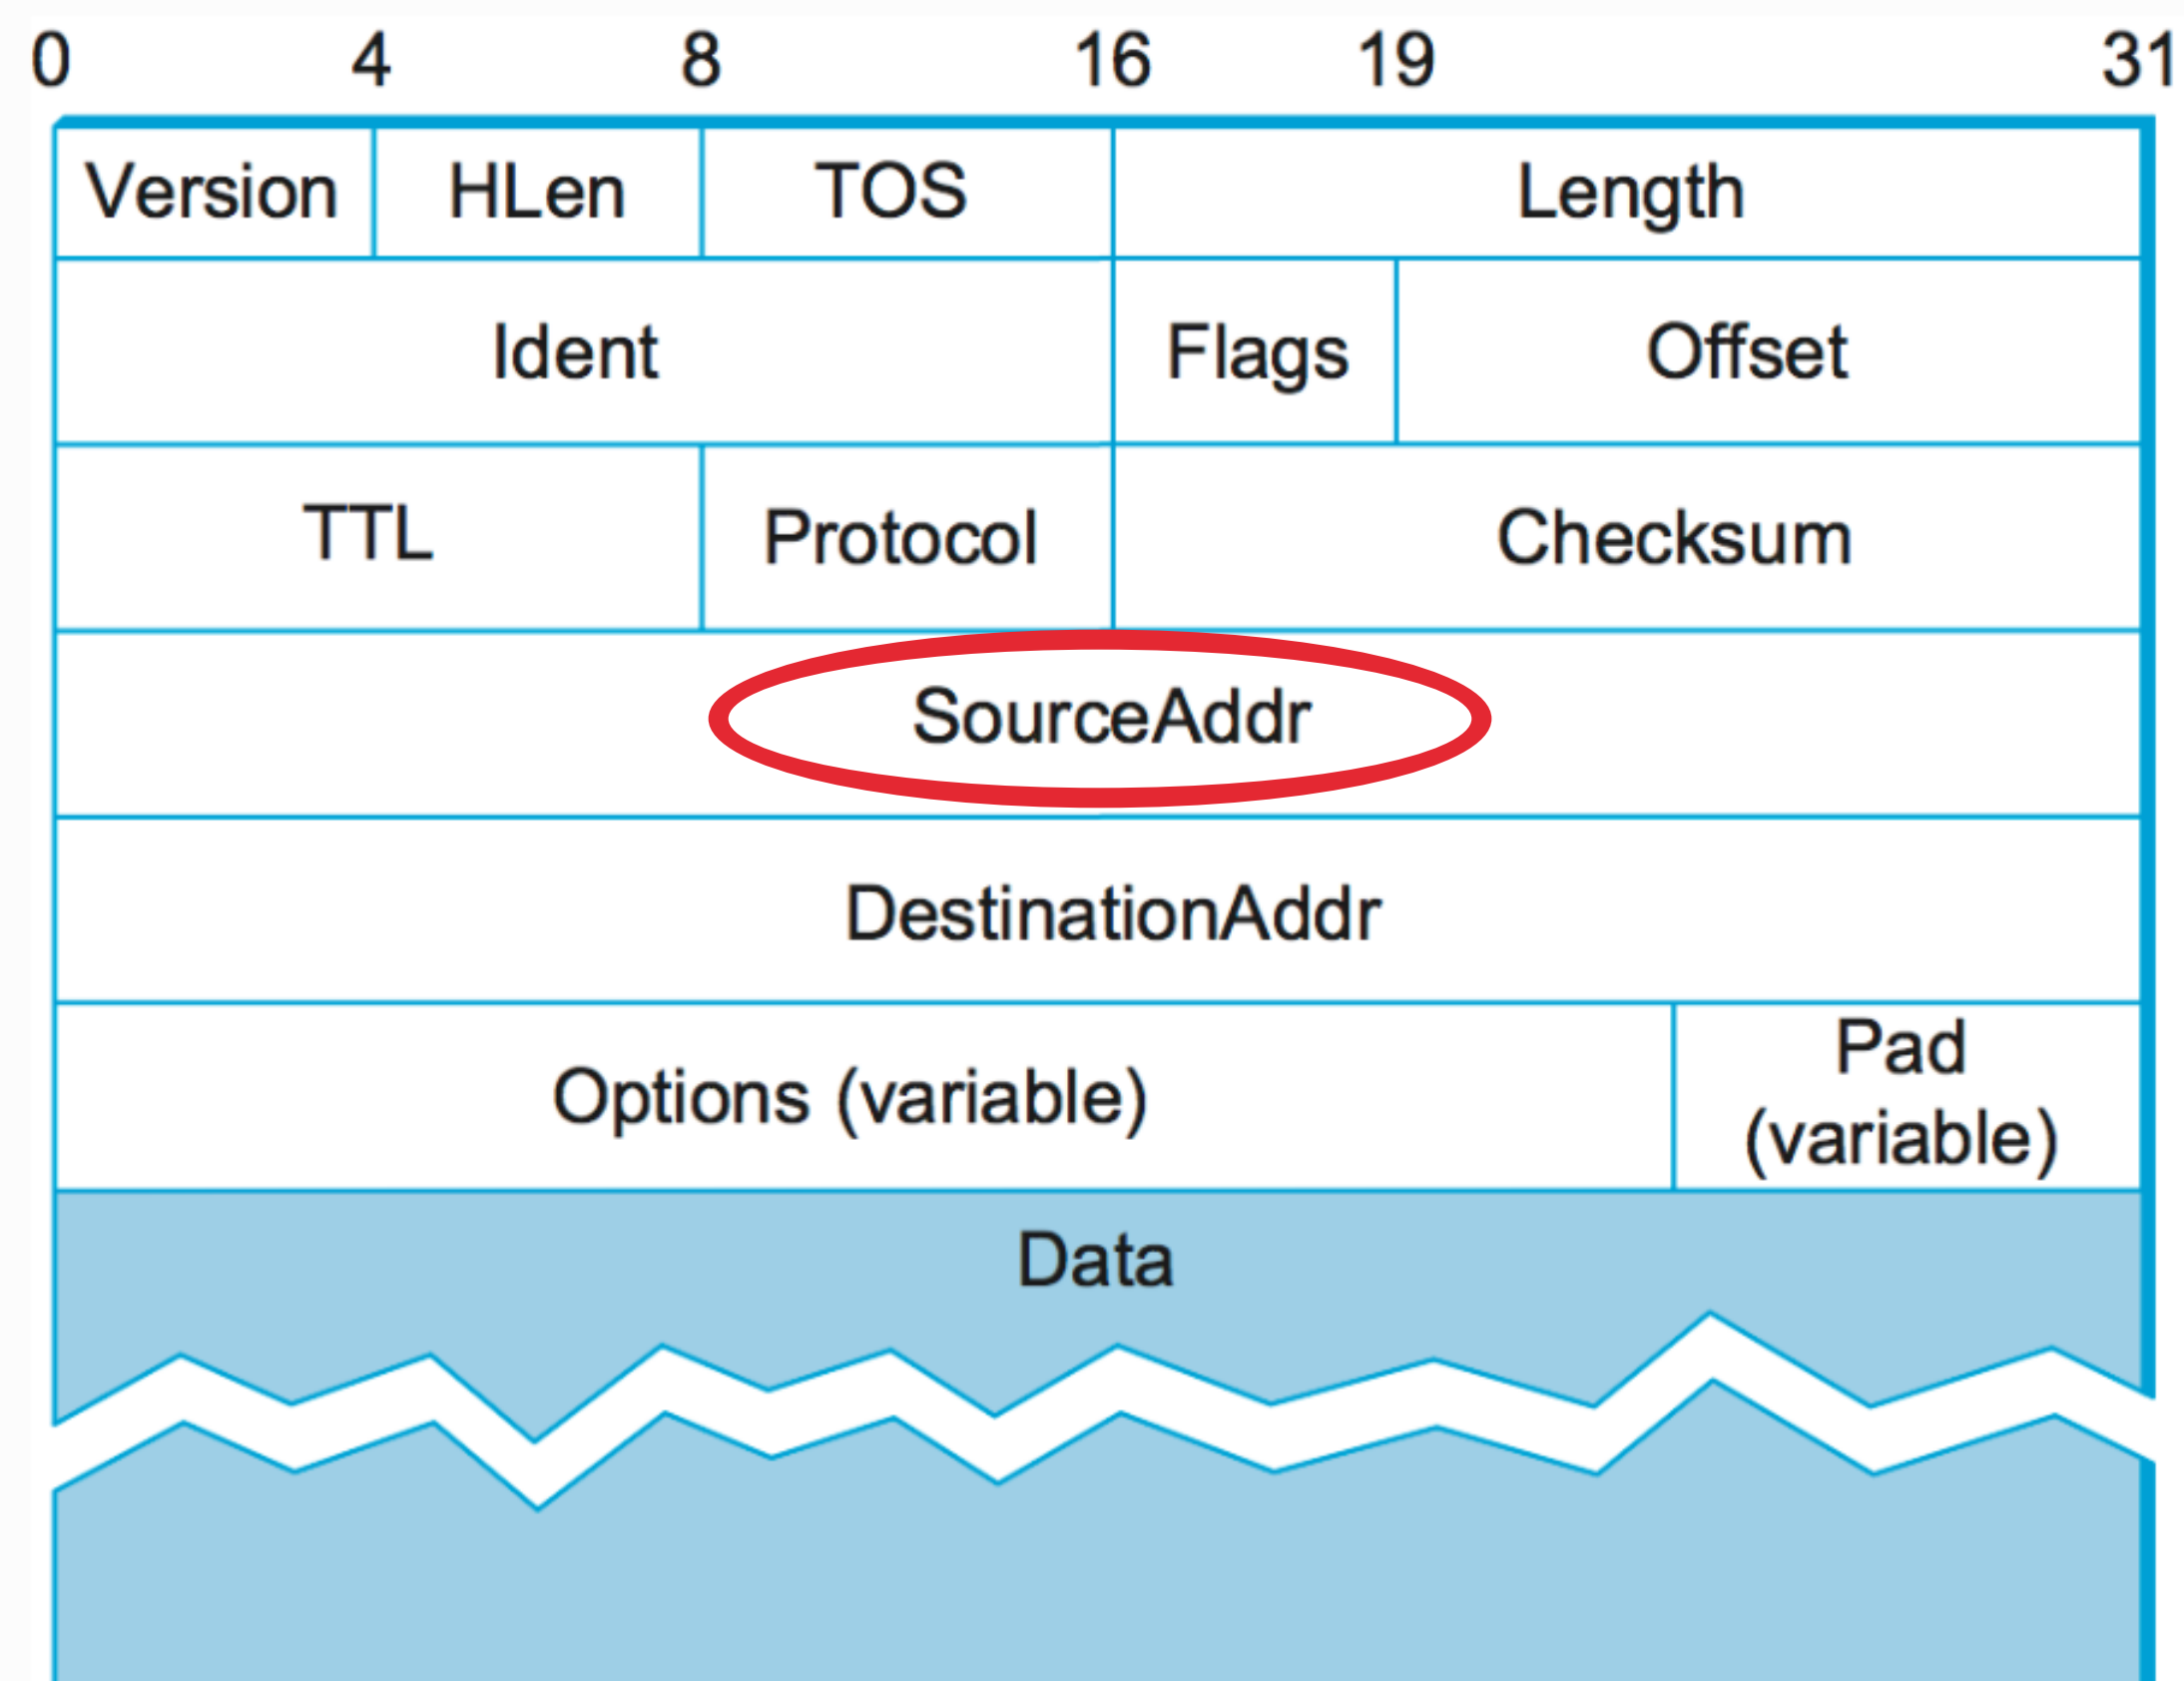 0 4 8 16 19 31
Version HLen TOS Length
Ident Flags Offset
TTL Protocol Checksum
SourceAddr
DestinationAddr
Options (variable) Pad
(variable)
Data